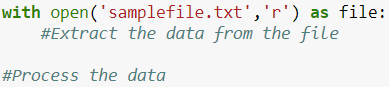 with open('samplefile.txt','r') as file:
    #Extract the data from the file

#Process the data